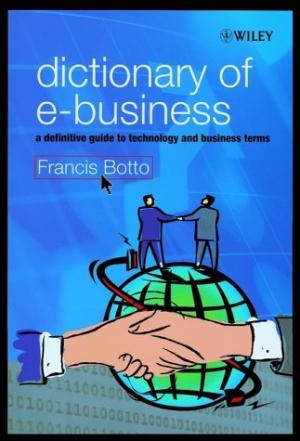 WILEY
dictionary of
e-business
a definitive guide to technology and business terms
Francis Botto